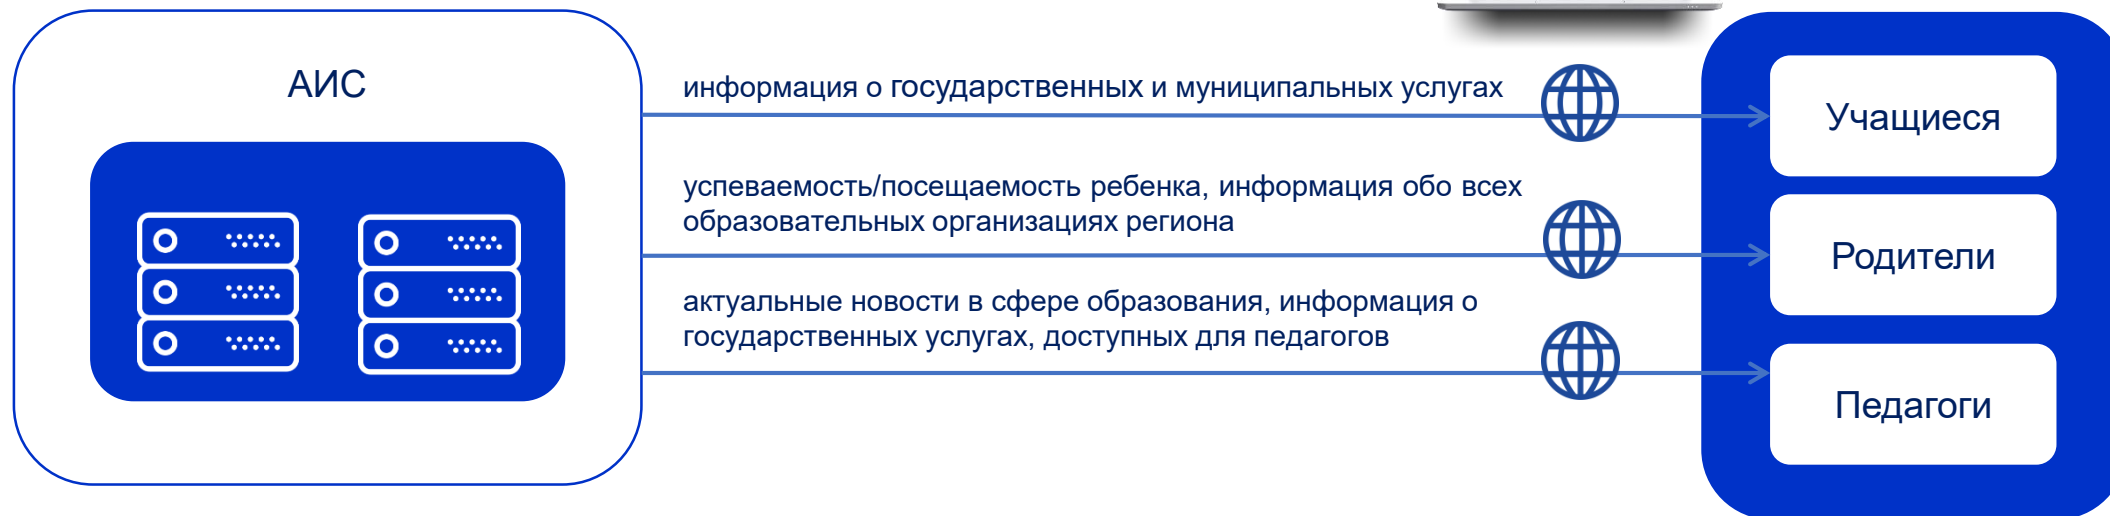 АИС
информация о государственных и муниципальных услугах
Учащиеся
успеваемость/посещаемость ребенка, информация обо всех
образовательных организациях региона
Родители
актуальные новости в сфере образования, информация о
государственных услугах, доступных для педагогов
Педагоги